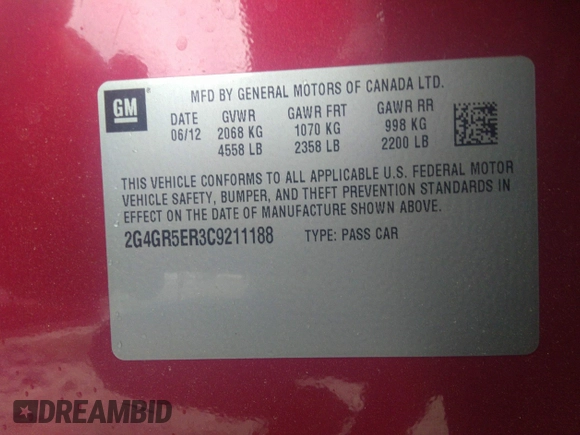 MFD BY GENERAL MOTORS OF CANADA LTD.
GM
DATE GVWR GAWR FRT GAWR RR
06/12 2068 KG 1070 KG 998 KG
4558 LB 2358 LB 2200 LB
THIS VEHICLE CONFORMS TO ALL APPLICABLE U.S. FEDERAL MOTOR
VEHICLE SAFETY, BUMPER, AND THEFT PREVENTION STANDARDS IN
EFFECT ON THE DATE OF MANUFACTURE SHOWN ABOVE.
2G4GR5ER3C9211188 TYPE: PASS CAR
DREAMBID